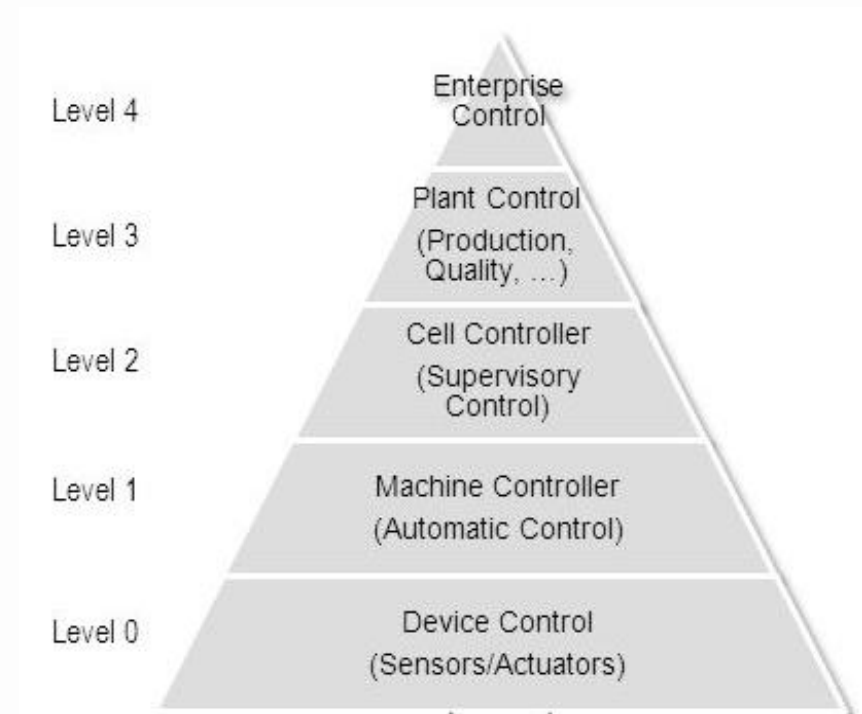 Level 4
Enterprise
Control
Level 3
Plant Control
(Production,
Quality, …)
Level 2
Cell Controller
(Supervisory
Control)
Level 1
Machine Controller
(Automatic Control)
Level 0
Device Control
(Sensors/Actuators)